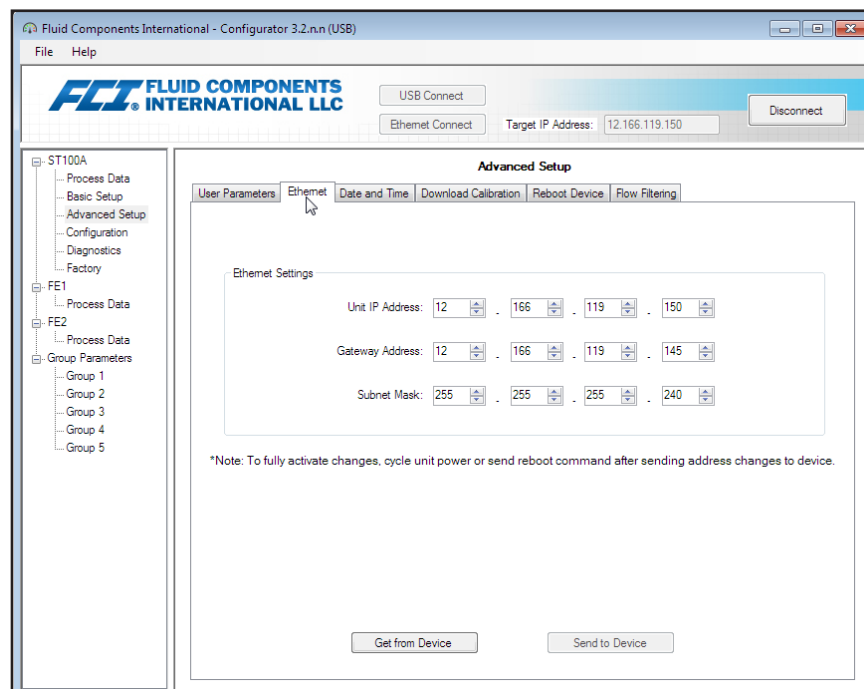 Fluid Components International - Configurator 3.2.n.n (USB)
File Help
FCI® FLUID COMPONENTS
INTERNATIONAL LLC
USB Connect
Ethernet Connect Target IP Address: 12.166.119.150
Disconnect
ST100A
Process Data
Basic Setup
Advanced Setup
Configuration
Diagnostics
Factory
FE1
Process Data
FE2
Process Data
Group Parameters
Group 1
Group 2
Group 3
Group 4
Group 5
Advanced Setup
User Parameters Ethernet Date and Time Download Calibration Reboot Device Flow Filtering
Ethernet Settings
Unit IP Address: 12 . 166 . 119 . 150
Gateway Address: 12 . 166 . 119 . 145
Subnet Mask: 255 . 255 . 255 . 240
*Note: To fully activate changes, cycle unit power or send reboot command after sending address changes to device.
Get from Device Send to Device